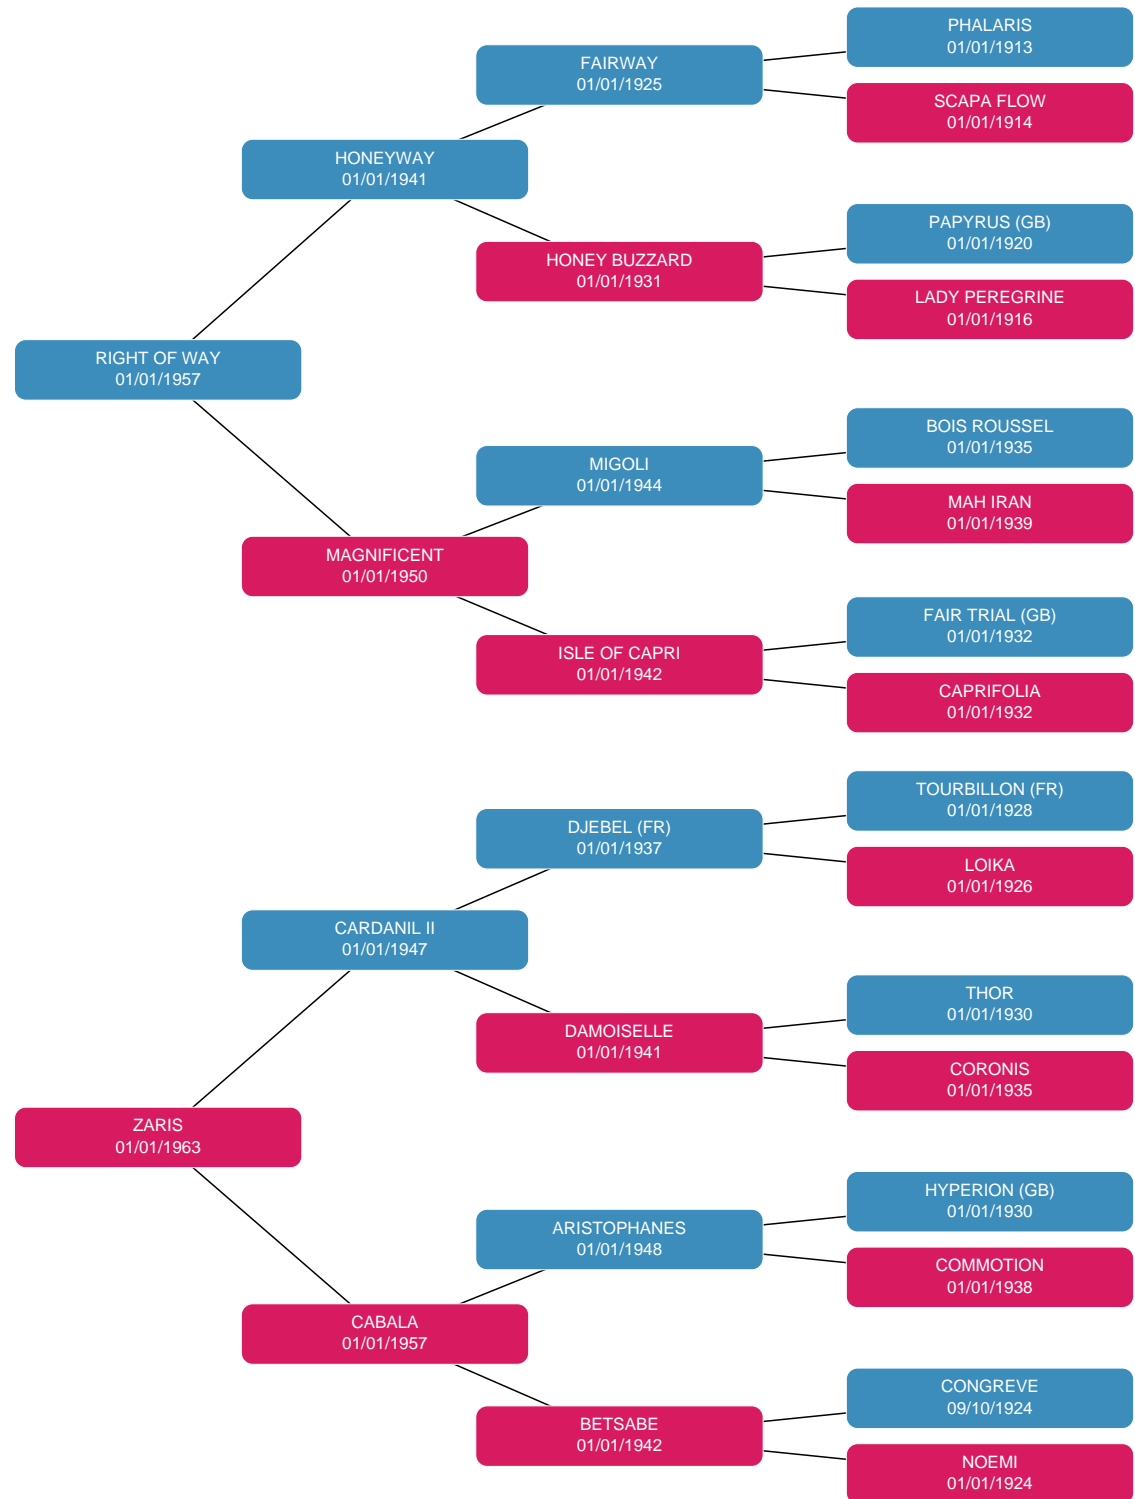 PHALARIS
01/01/1913
FAIRWAY
01/01/1925
SCAPA FLOW
01/01/1914
HONEYWAY
01/01/1941
PAPYRUS (GB)
01/01/1920
HONEY BUZZARD
01/01/1931
LADY PEREGRINE
01/01/1916
RIGHT OF WAY
01/01/1957
BOIS ROUSSEL
01/01/1935
MIGOLI
01/01/1944
MAH IRAN
01/01/1939
MAGNIFICENT
01/01/1950
FAIR TRIAL (GB)
01/01/1932
ISLE OF CAPRI
01/01/1942
CAPRIFOLIA
01/01/1932
TOURBILLON (FR)
01/01/1928
DJEBEL (FR)
01/01/1937
LOIKA
01/01/1926
CARDANIL II
01/01/1947
THOR
01/01/1930
DAMOISELLE
01/01/1941
CORONIS
01/01/1935
ZARIS
01/01/1963
HYPERION (GB)
01/01/1930
ARISTOPHANES
01/01/1948
COMMOTION
01/01/1938
CABALA
01/01/1957
CONGREVE
09/10/1924
BETSABE
01/01/1942
NOEMI
01/01/1924